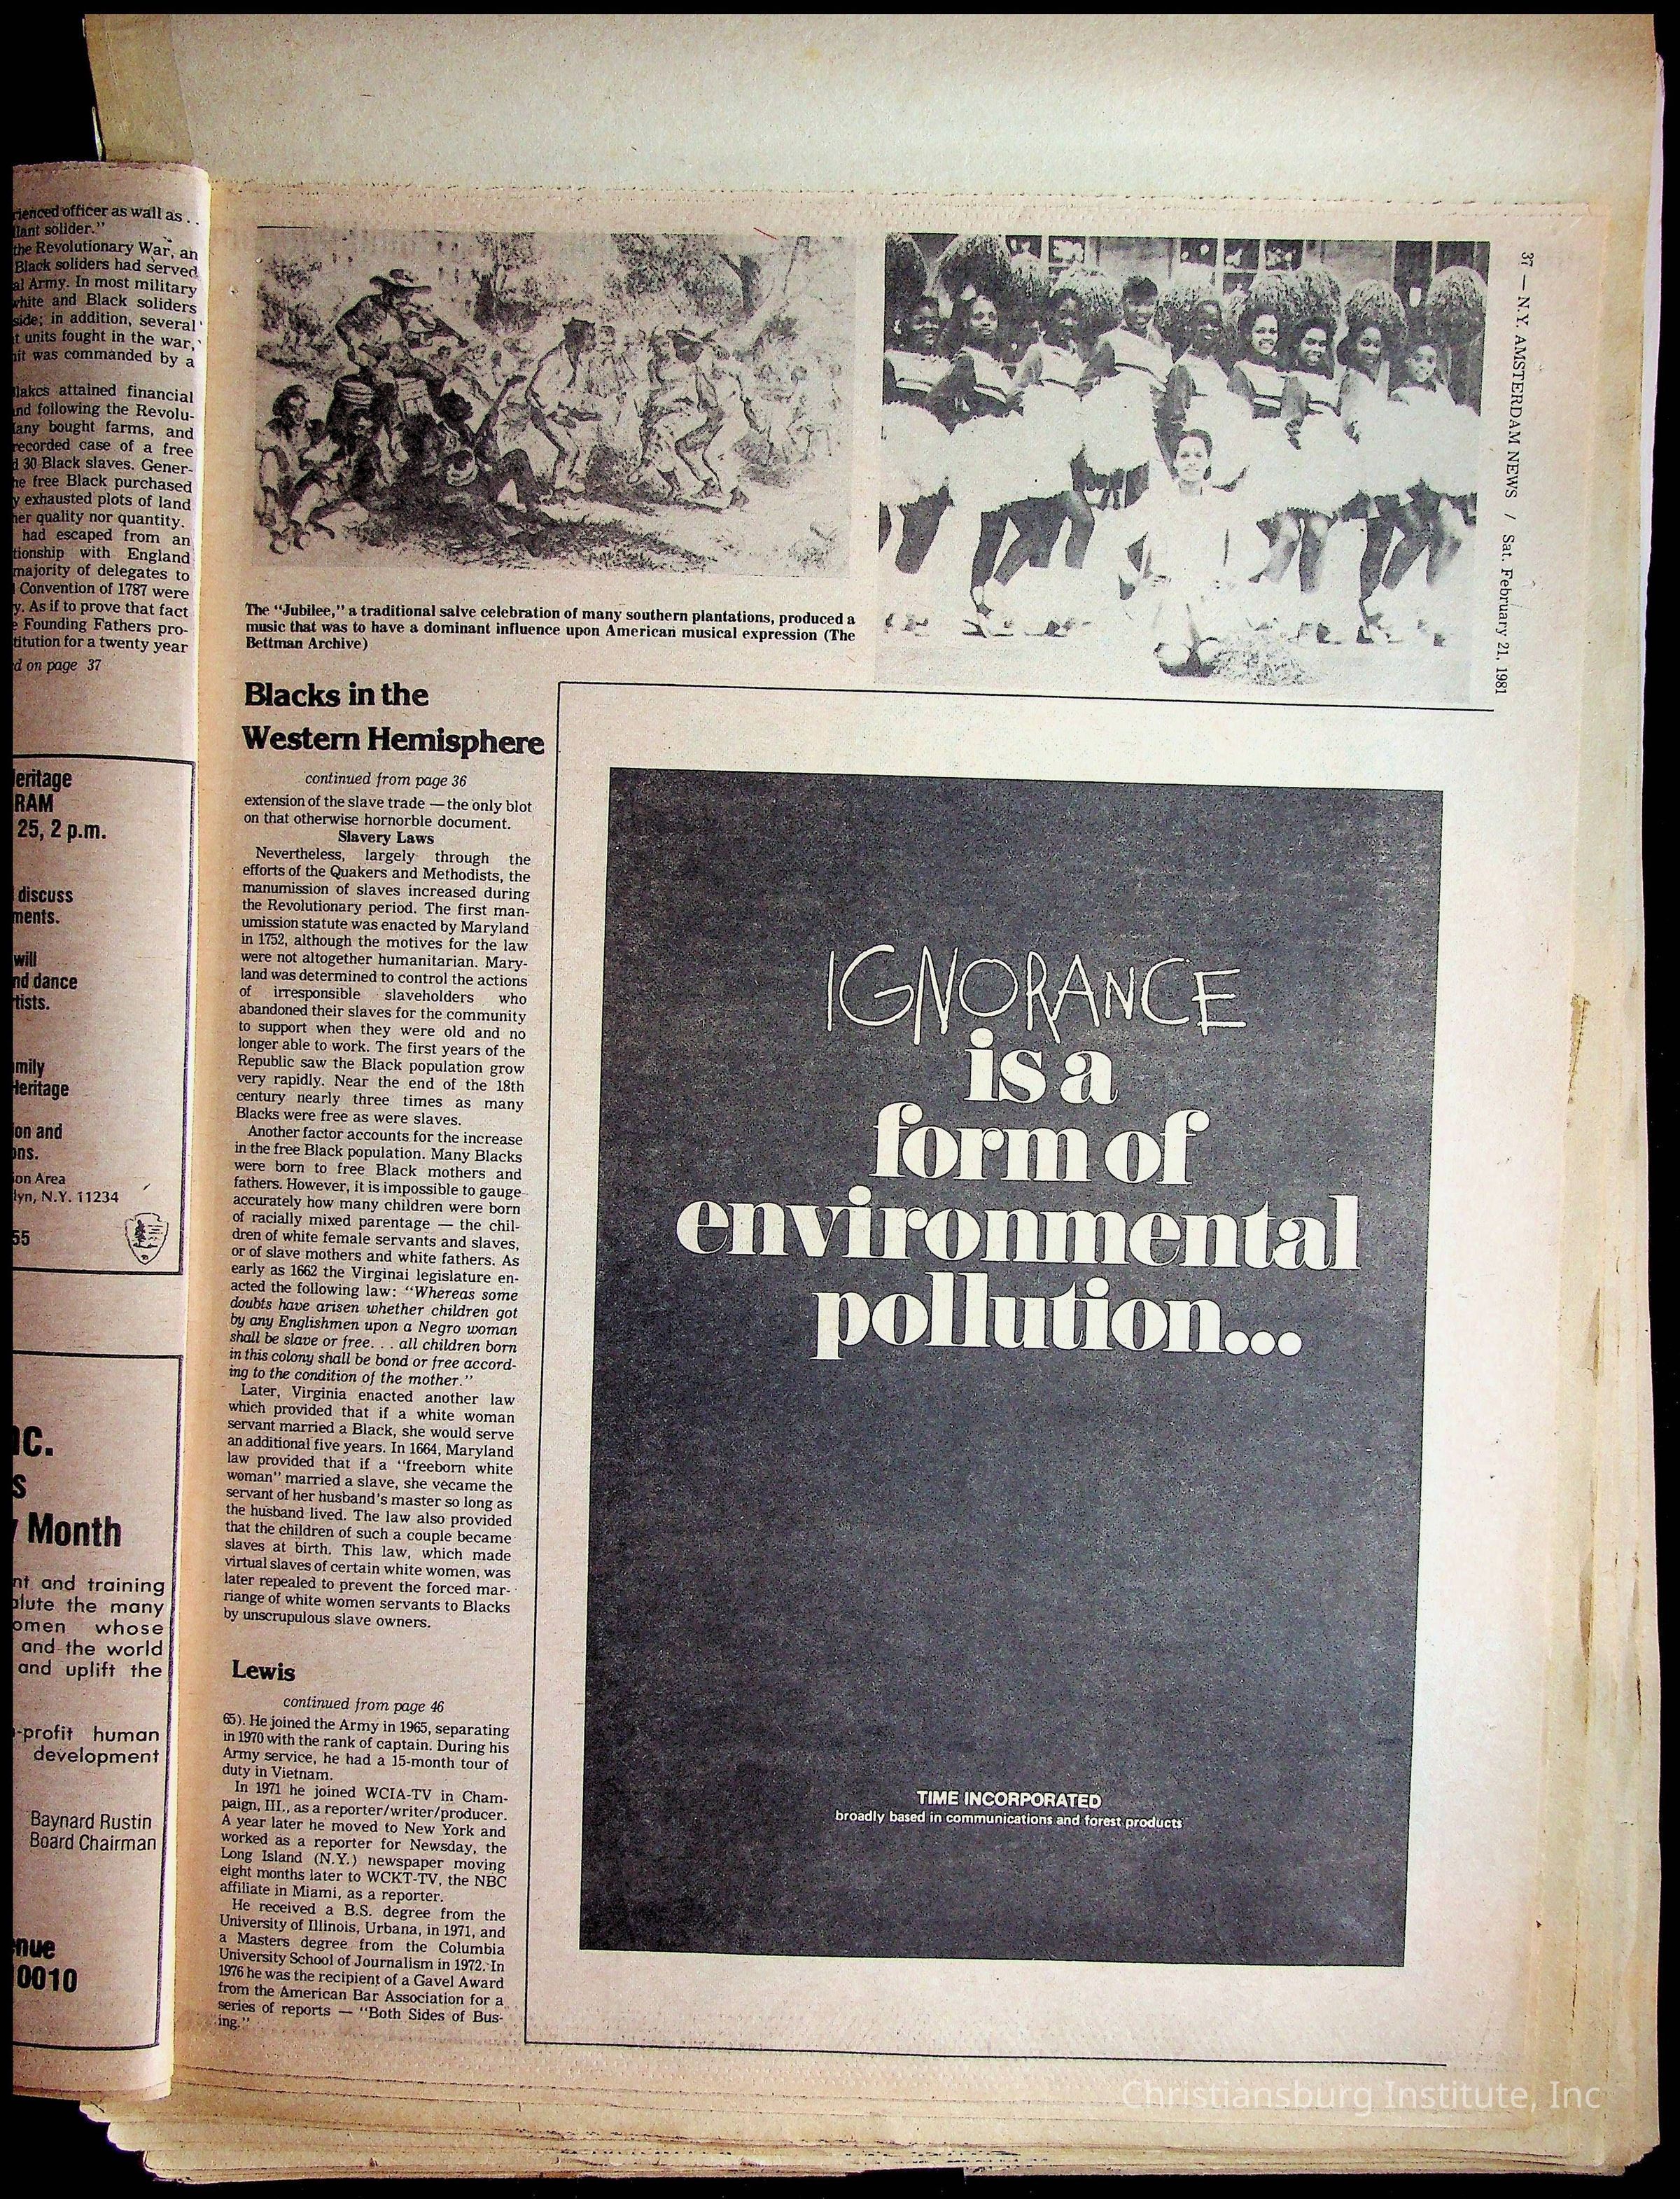 rienced officer as wall as . .
llant solider."
the Revolutionary War, an
Black soliders had served
al Army. In most military
white and Black soliders
side; in addition, several
t units fought in the war,
it was commanded by a
lakcs attained financial
nd following the Revolu-
any bought farms, and
recorded case of a free
d 30 Black slaves. Gener-
he free Black purchased
y exhausted plots of land
her quality nor quantity.
had escaped from an
tionship with England
majority of delegates to
l Convention of 1787 were
y. As if to prove that fact
e Founding Fathers pro-
titution for a twenty year
d on page 37
eritage
RAM
25, 2 p.m.
discuss
ments.
will
nd dance
tists.
mily
Heritage
on and
ons.
on Area
lyn, N.Y. 11234
55
nc.
s
y Month
nt and training
alute the many
omen whose
and the world
and uplift the
-profit human
development
Baynard Rustin
Board Chairman
nue
0010
37 — N.Y. AMSTERDAM NEWS / Sat. February 21, 1981
The "Jubilee," a traditional salve celebration of many southern plantations, produced a
music that was to have a dominant influence upon American musical expression (The
Bettman Archive)
Blacks in the
Western Hemisphere
continued from page 36
extension of the slave trade — the only blot
on that otherwise hornorble document.
Slavery Laws
Nevertheless, largely through the
efforts of the Quakers and Methodists, the
manumission of slaves increased during
the Revolutionary period. The first man-
umission statute was enacted by Maryland
in 1752, although the motives for the law
were not altogether humanitarian. Mary-
land was determined to control the actions
of irresponsible slaveholders who
abandoned their slaves for the community
to support when they were old and no
longer able to work. The first years of the
Republic saw the Black population grow
very rapidly. Near the end of the 18th
century nearly three times as many
Blacks were free as were slaves.
Another factor accounts for the increase
in the free Black population. Many Blacks
were born to free Black mothers and
fathers. However, it is impossible to gauge
accurately how many children were born
of racially mixed parentage — the chil-
dren of white female servants and slaves,
or of slave mothers and white fathers. As
early as 1662 the Virginai legislature en-
acted the following law: "Whereas some
doubts have arisen whether children got
by any Englishmen upon a Negro woman
shall be slave or free. . . all children born
in this colony shall be bond or free accord-
ing to the condition of the mother."
Later, Virginia enacted another law
which provided that if a white woman
servant married a Black, she would serve
an additional five years. In 1664, Maryland
law provided that if a "freeborn white
woman" married a slave, she vecame the
servant of her husband's master so long as
the husband lived. The law also provided
that the children of such a couple became
slaves at birth. This law, which made
virtual slaves of certain white women, was
later repealed to prevent the forced mar-
riange of white women servants to Blacks
by unscrupulous slave owners.
Lewis
continued from page 46
65). He joined the Army in 1965, separating
in 1970 with the rank of captain. During his
Army service, he had a 15-month tour of
duty in Vietnam.
In 1971 he joined WCIA-TV in Cham-
paign, III., as a reporter/writer/producer.
A year later he moved to New York and
worked as a reporter for Newsday, the
Long Island (N.Y.) newspaper moving
eight months later to WCKT-TV, the NBC
affiliate in Miami, as a reporter.
He received a B.S. degree from the
University of Illinois, Urbana, in 1971, and
a Masters degree from the Columbia
University School of Journalism in 1972. In
1976 he was the recipient of a Gavel Award
from the American Bar Association for a
series of reports — "Both Sides of Bus-
ing."
IGNORANCE
is a
form of
environmental
pollution...
TIME INCORPORATED
broadly based in communications and forest products
Christiansburg Institute, Inc